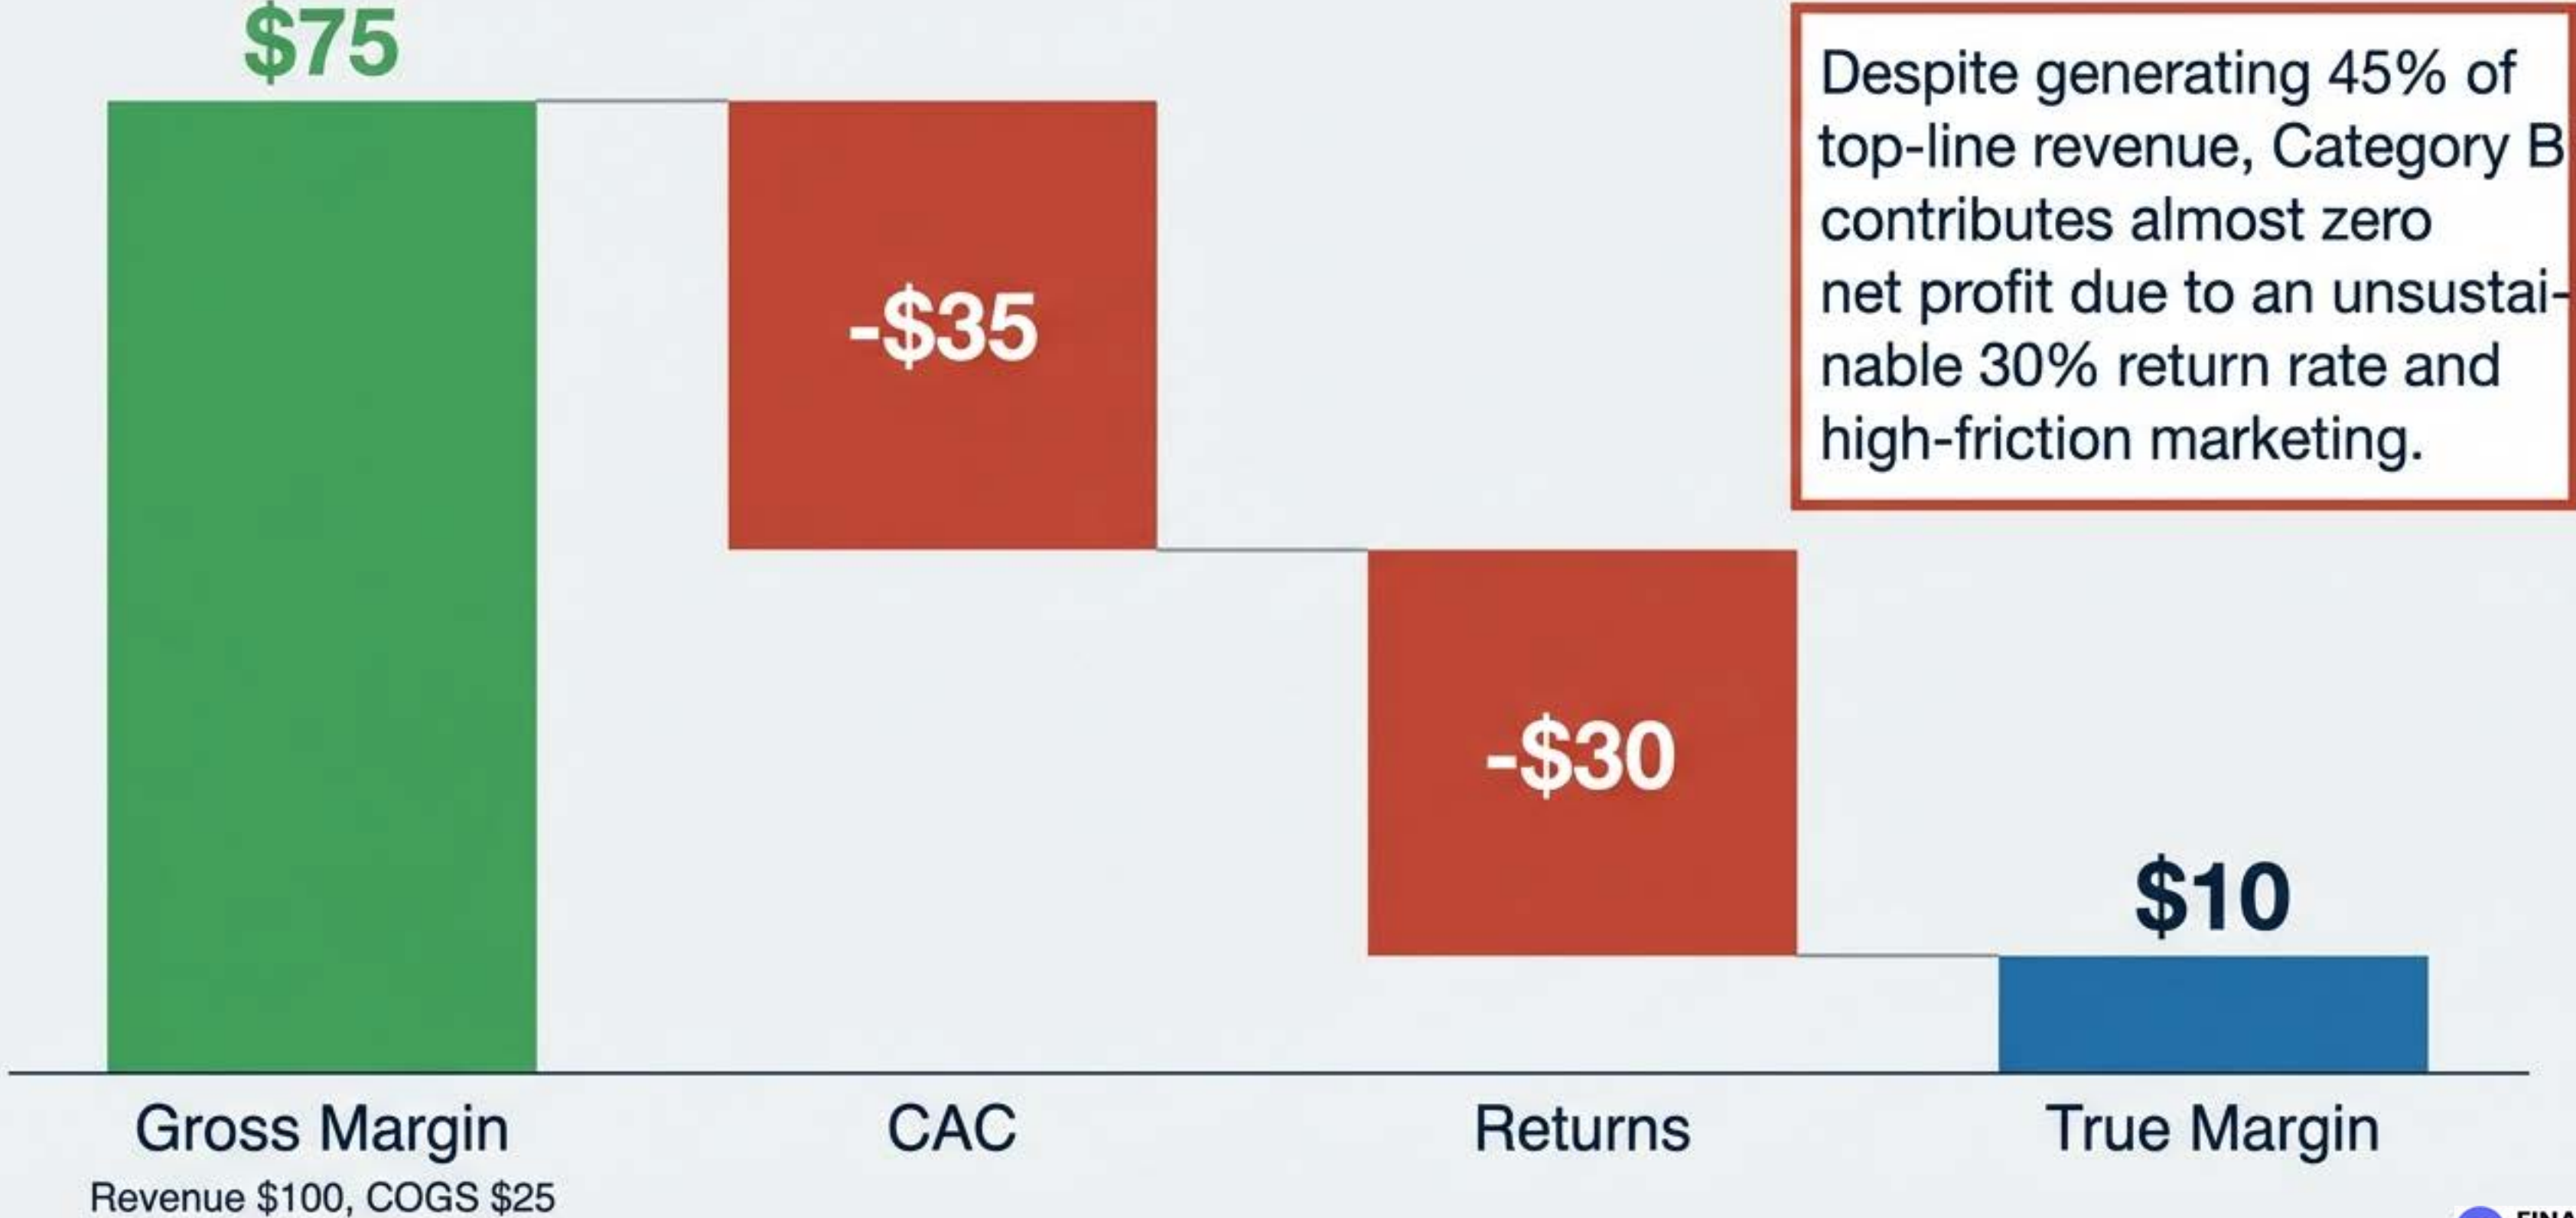 $75
Despite generating 45% of
top-line revenue, Category B
contributes almost zero
net profit due to an unsustai-
nable 30% return rate and
high-friction marketing.
-$35
-$30
$10
Gross Margin
CAC
Returns
True Margin
Revenue $100, COGS $25